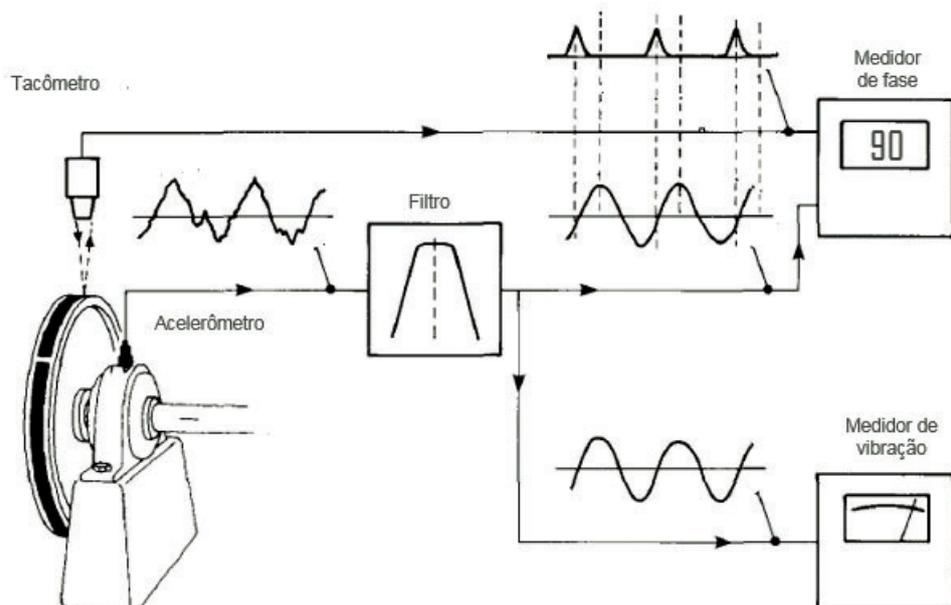 Tacômetro
Medidor
de fase
90
Filtro
Acelerômetro
Medidor de
vibração